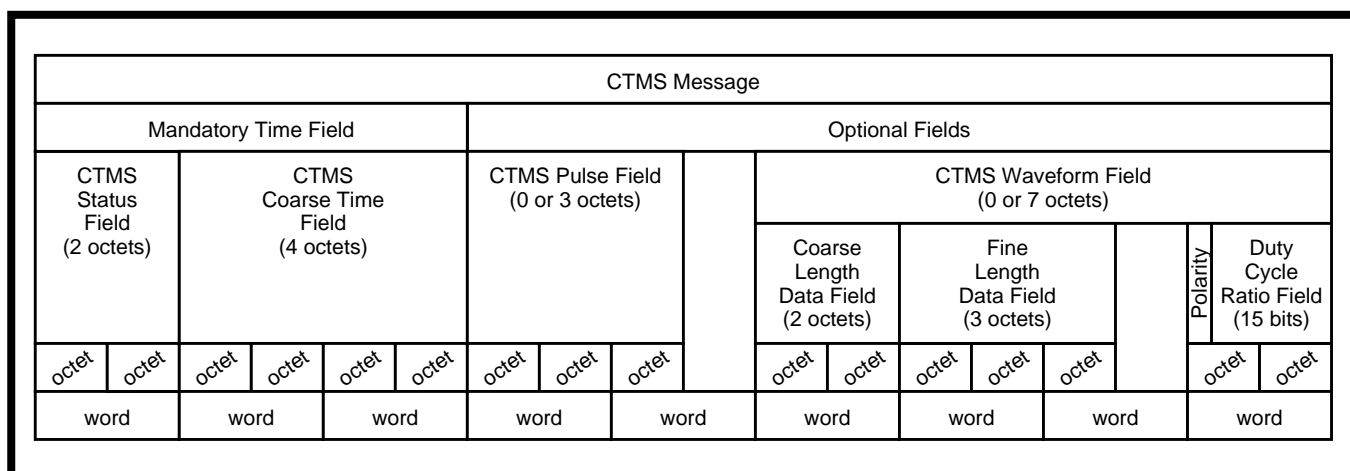 CTMS Message
Mandatory Time Field
Optional Fields
CTMS
Status
Field
(2 octets)
CTMS
Coarse Time
Field
(4 octets)
CTMS Pulse Field
(0 or 3 octets)
CTMS Waveform Field
(0 or 7 octets)
Coarse
Length
Data Field
(2 octets)
Fine
Length
Data Field
(3 octets)
Polarity
Duty
Cycle
Ratio Field
(15 bits)
octet octet octet octet octet octet octet octet octet octet octet octet octet octet octet octet
word word word word word word word word word